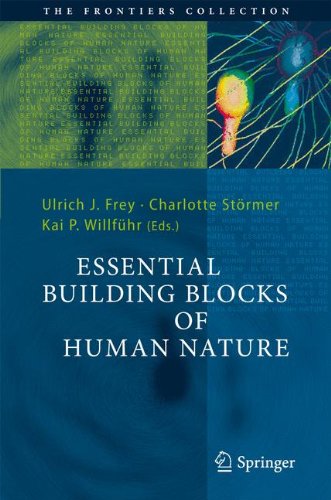 THE FRONTIERS COLLECTION
Ulrich J. Frey · Charlotte Störmer
Kai P. Willführ (Eds.)
ESSENTIAL
BUILDING BLOCKS
OF
HUMAN NATURE
Springer